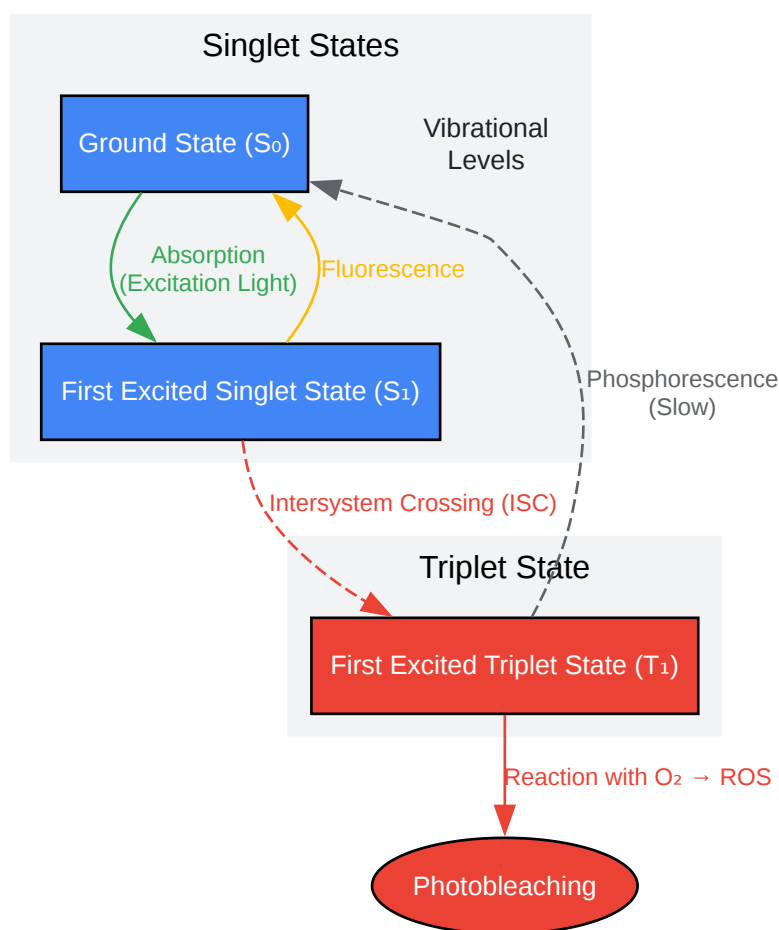 Singlet States
Ground State (S₀)
Vibrational
Levels
Absorption
(Excitation Light)
Fluorescence
First Excited Singlet State (S₁)
Phosphorescence
(Slow)
Intersystem Crossing (ISC)
Triplet State
First Excited Triplet State (T₁)
Reaction with O₂ → ROS
Photobleaching